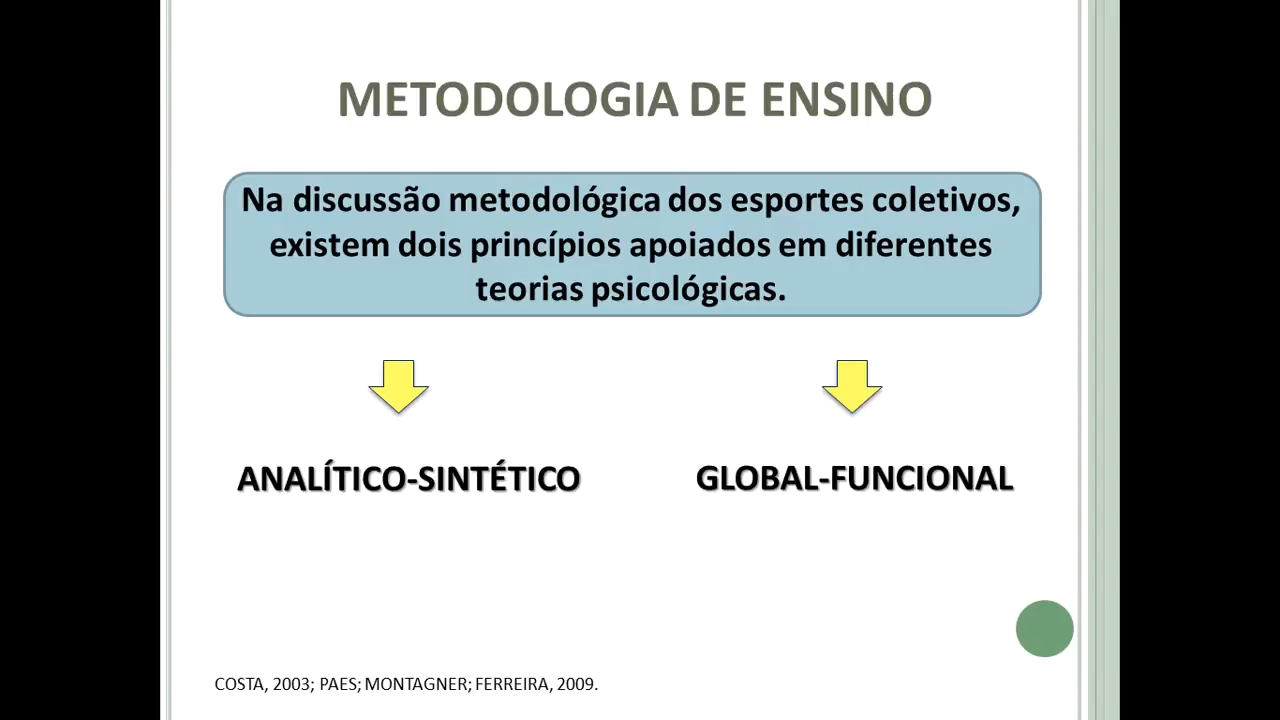 METODOLOGIA DE ENSINO
Na discussão metodológica dos esportes coletivos,
existem dois princípios apoiados em diferentes
teorias psicológicas.
ANALÍTICO-SINTÉTICO
GLOBAL-FUNCIONAL
COSTA, 2003; PAES; MONTAGNER; FERREIRA, 2009.